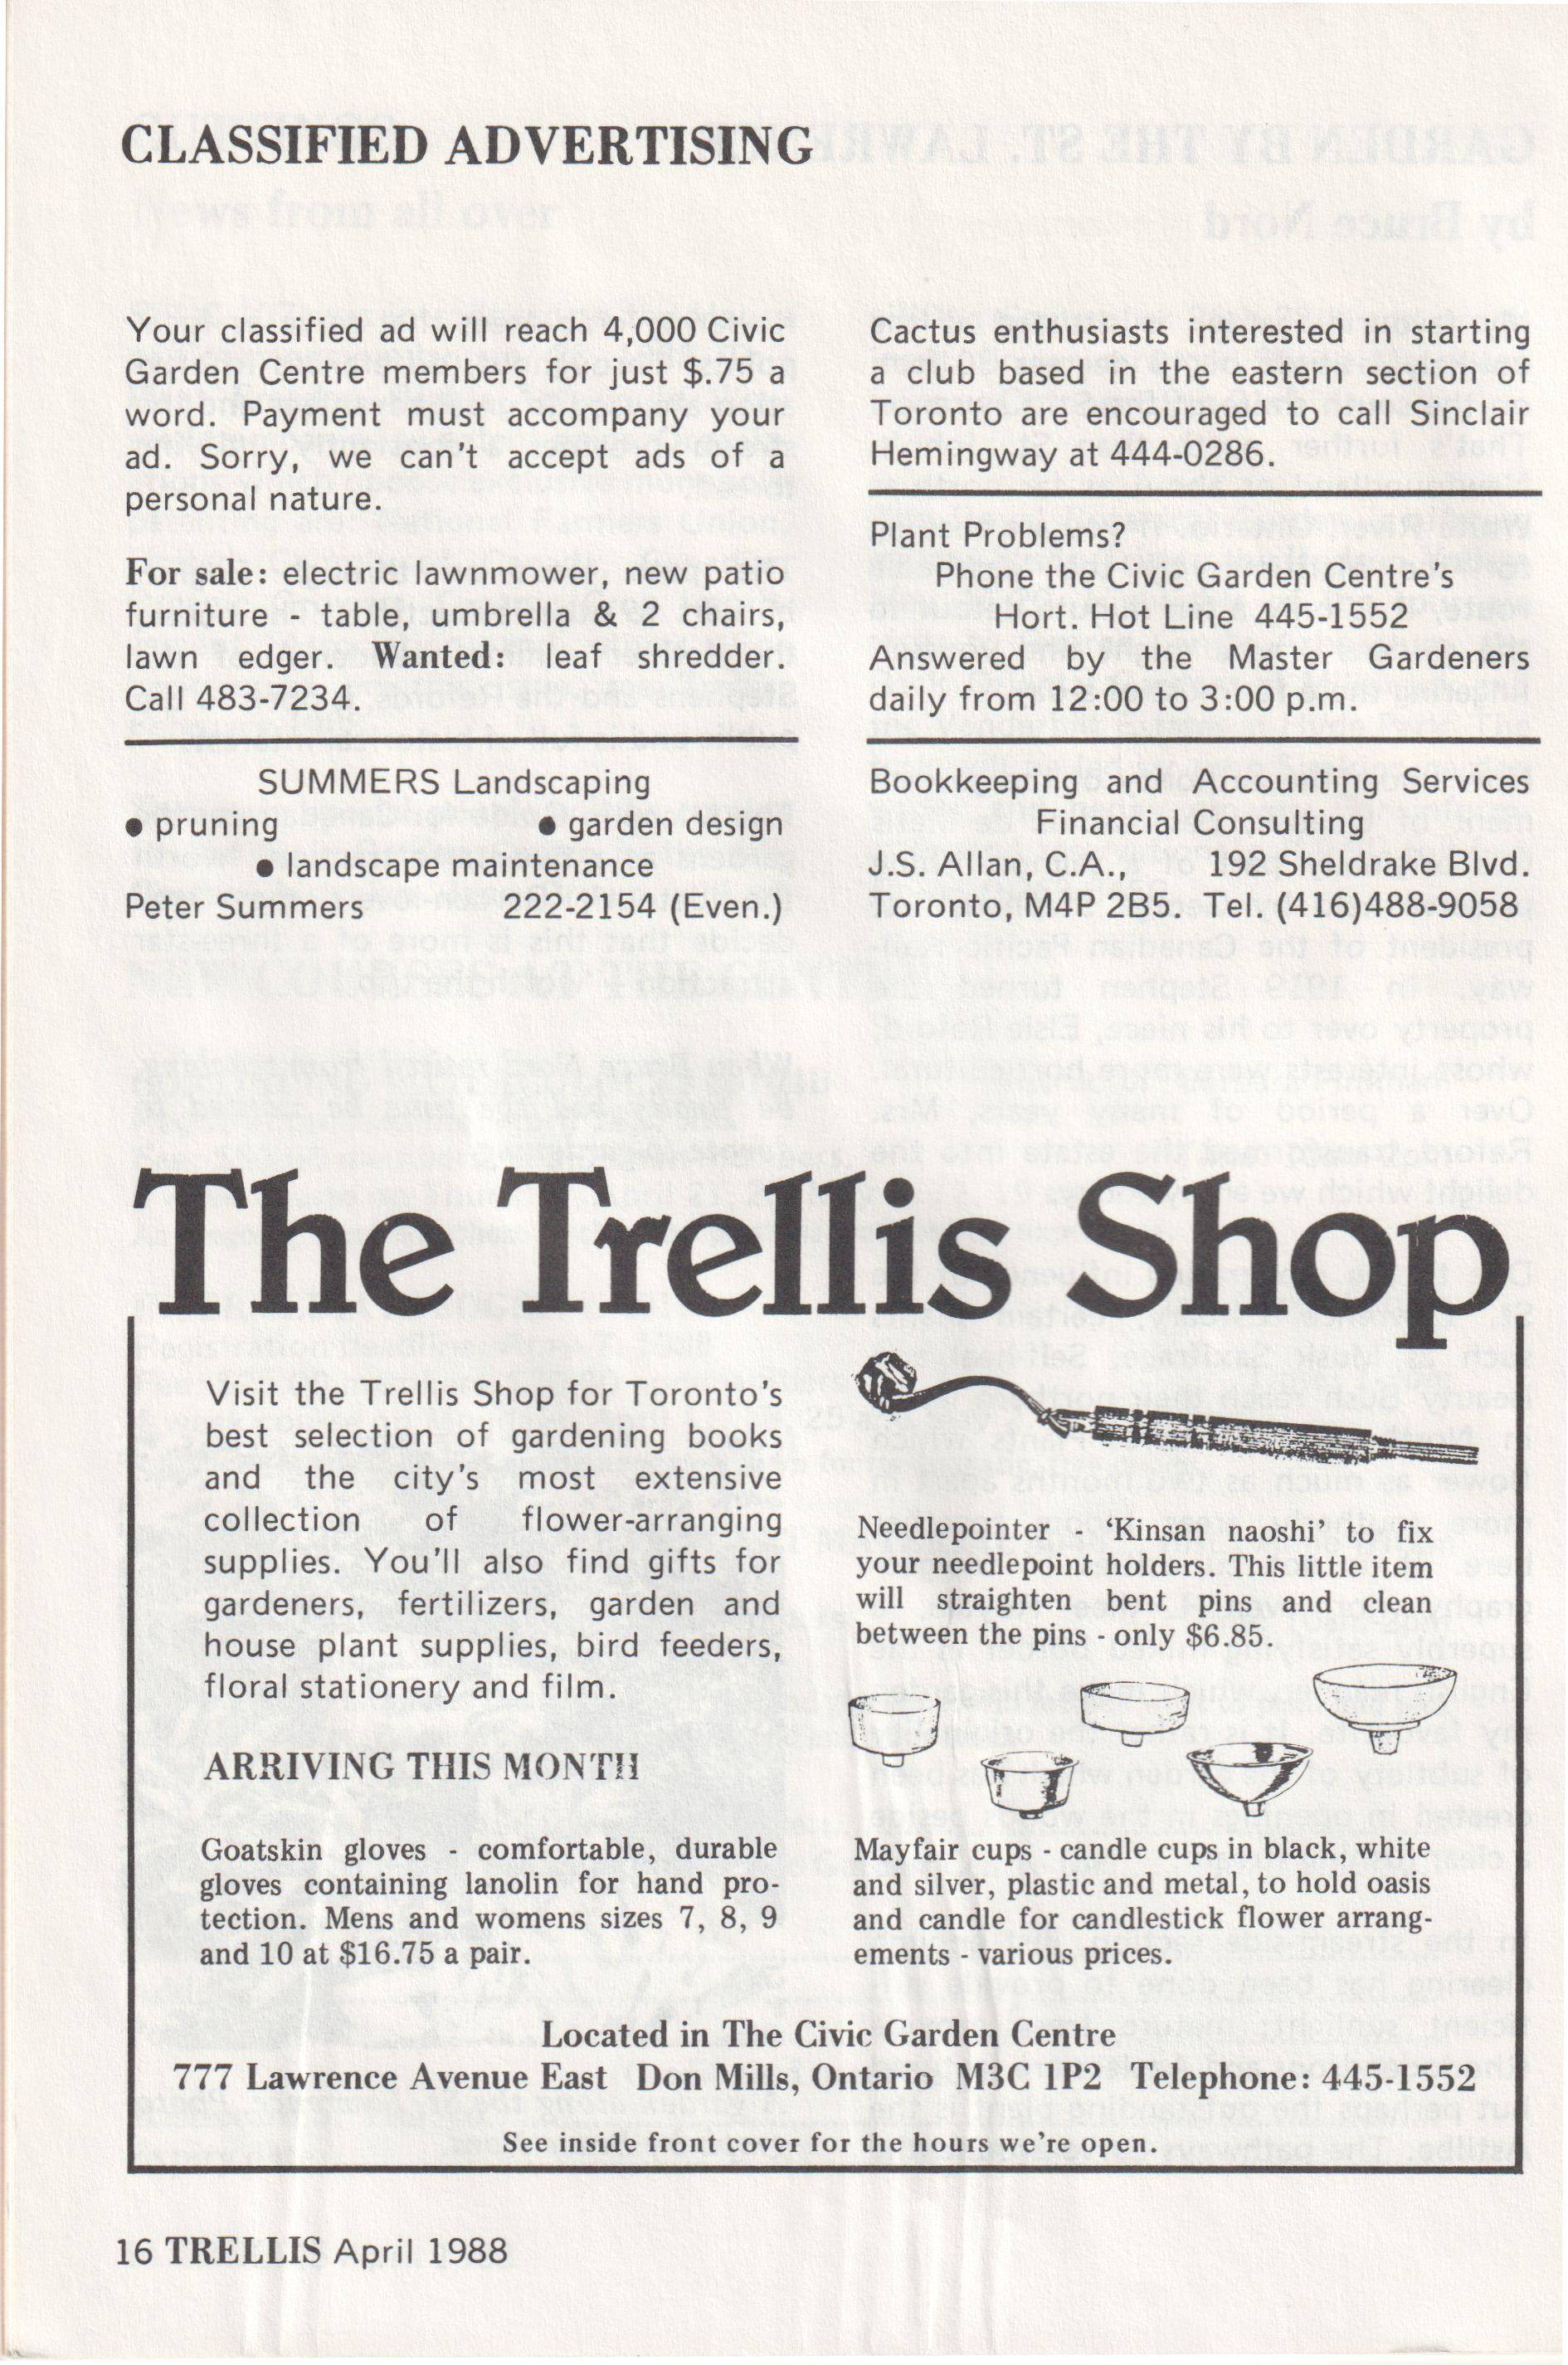 CLASSIFIED ADVERTISING
Your classified ad will reach 4,000 Civic
Garden Centre members for just $.75 a
word. Payment must accompany your
ad. Sorry, we can't accept ads of a
personal nature.
For sale: electric lawnmower, new patio
furniture - table, umbrella & 2 chairs,
lawn edger. Wanted: leaf shredder.
Call 483-7234.
SUMMERS Landscaping
• pruning • garden design
• landscape maintenance
Peter Summers 222-2154 (Even.)
Cactus enthusiasts interested in starting
a club based in the eastern section of
Toronto are encouraged to call Sinclair
Hemingway at 444-0286.
Plant Problems?
Phone the Civic Garden Centre's
Hort. Hot Line 445-1552
Answered by the Master Gardeners
daily from 12:00 to 3:00 p.m.
Bookkeeping and Accounting Services
Financial Consulting
J.S. Allan, C.A., 192 Sheldrake Blvd.
Toronto, M4P 2B5. Tel. (416)488-9058
The Trellis Shop
Visit the Trellis Shop for Toronto's
best selection of gardening books
and the city's most extensive
collection of flower-arranging
supplies. You'll also find gifts for
gardeners, fertilizers, garden and
house plant supplies, bird feeders,
floral stationery and film.
ARRIVING THIS MONTH
Goatskin gloves - comfortable, durable
gloves containing lanolin for hand pro-
tection. Mens and womens sizes 7, 8, 9
and 10 at $16.75 a pair.
Needlepointer - 'Kinsan naoshi' to fix
your needlepoint holders. This little item
will straighten bent pins and clean
between the pins - only $6.85.
Mayfair cups - candle cups in black, white
and silver, plastic and metal, to hold oasis
and candle for candlestick flower arrang-
ements - various prices.
Located in The Civic Garden Centre
777 Lawrence Avenue East Don Mills, Ontario M3C 1P2 Telephone: 445-1552
See inside front cover for the hours we're open.
16 TRELLIS April 1988